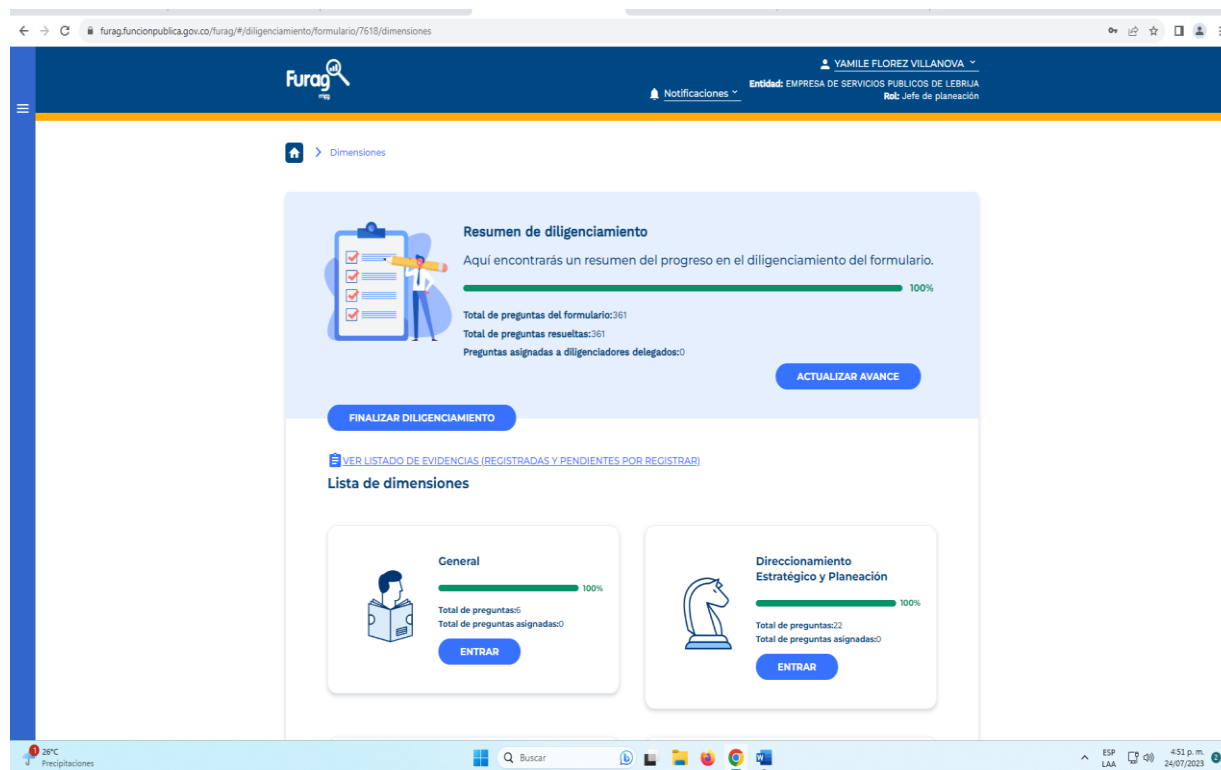 furag.funcionpublica.gov.co/furag/#/diligenciamiento/formulario/7618/dimensiones
Furag
mipg
Notificaciones
YAMILE FLOREZ VILLANOVA
Entidad: EMPRESA DE SERVICIOS PUBLICOS DE LEBRIJA
Rol: Jefe de planeación
Dimensiones
Resumen de diligenciamiento
Aquí encontrarás un resumen del progreso en el diligenciamiento del formulario.
100%
Total de preguntas del formulario:361
Total de preguntas resueltas:361
Preguntas asignadas a diligenciadores delegados:0
ACTUALIZAR AVANCE
FINALIZAR DILIGENCIAMIENTO
VER LISTADO DE EVIDENCIAS (REGISTRADAS Y PENDIENTES POR REGISTRAR)
Lista de dimensiones
General
100%
Total de preguntas:6
Total de preguntas asignadas:0
ENTRAR
Direccionamiento
Estratégico y Planeación
100%
Total de preguntas:22
Total de preguntas asignadas:0
ENTRAR
1
26°C
Precipitaciones
Buscar
ESP
LAA
4:51 p. m.
24/07/2023
2